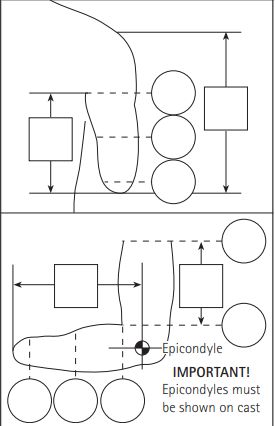 Epicondyle
IMPORTANT!
Epicondyles must
be shown on cast